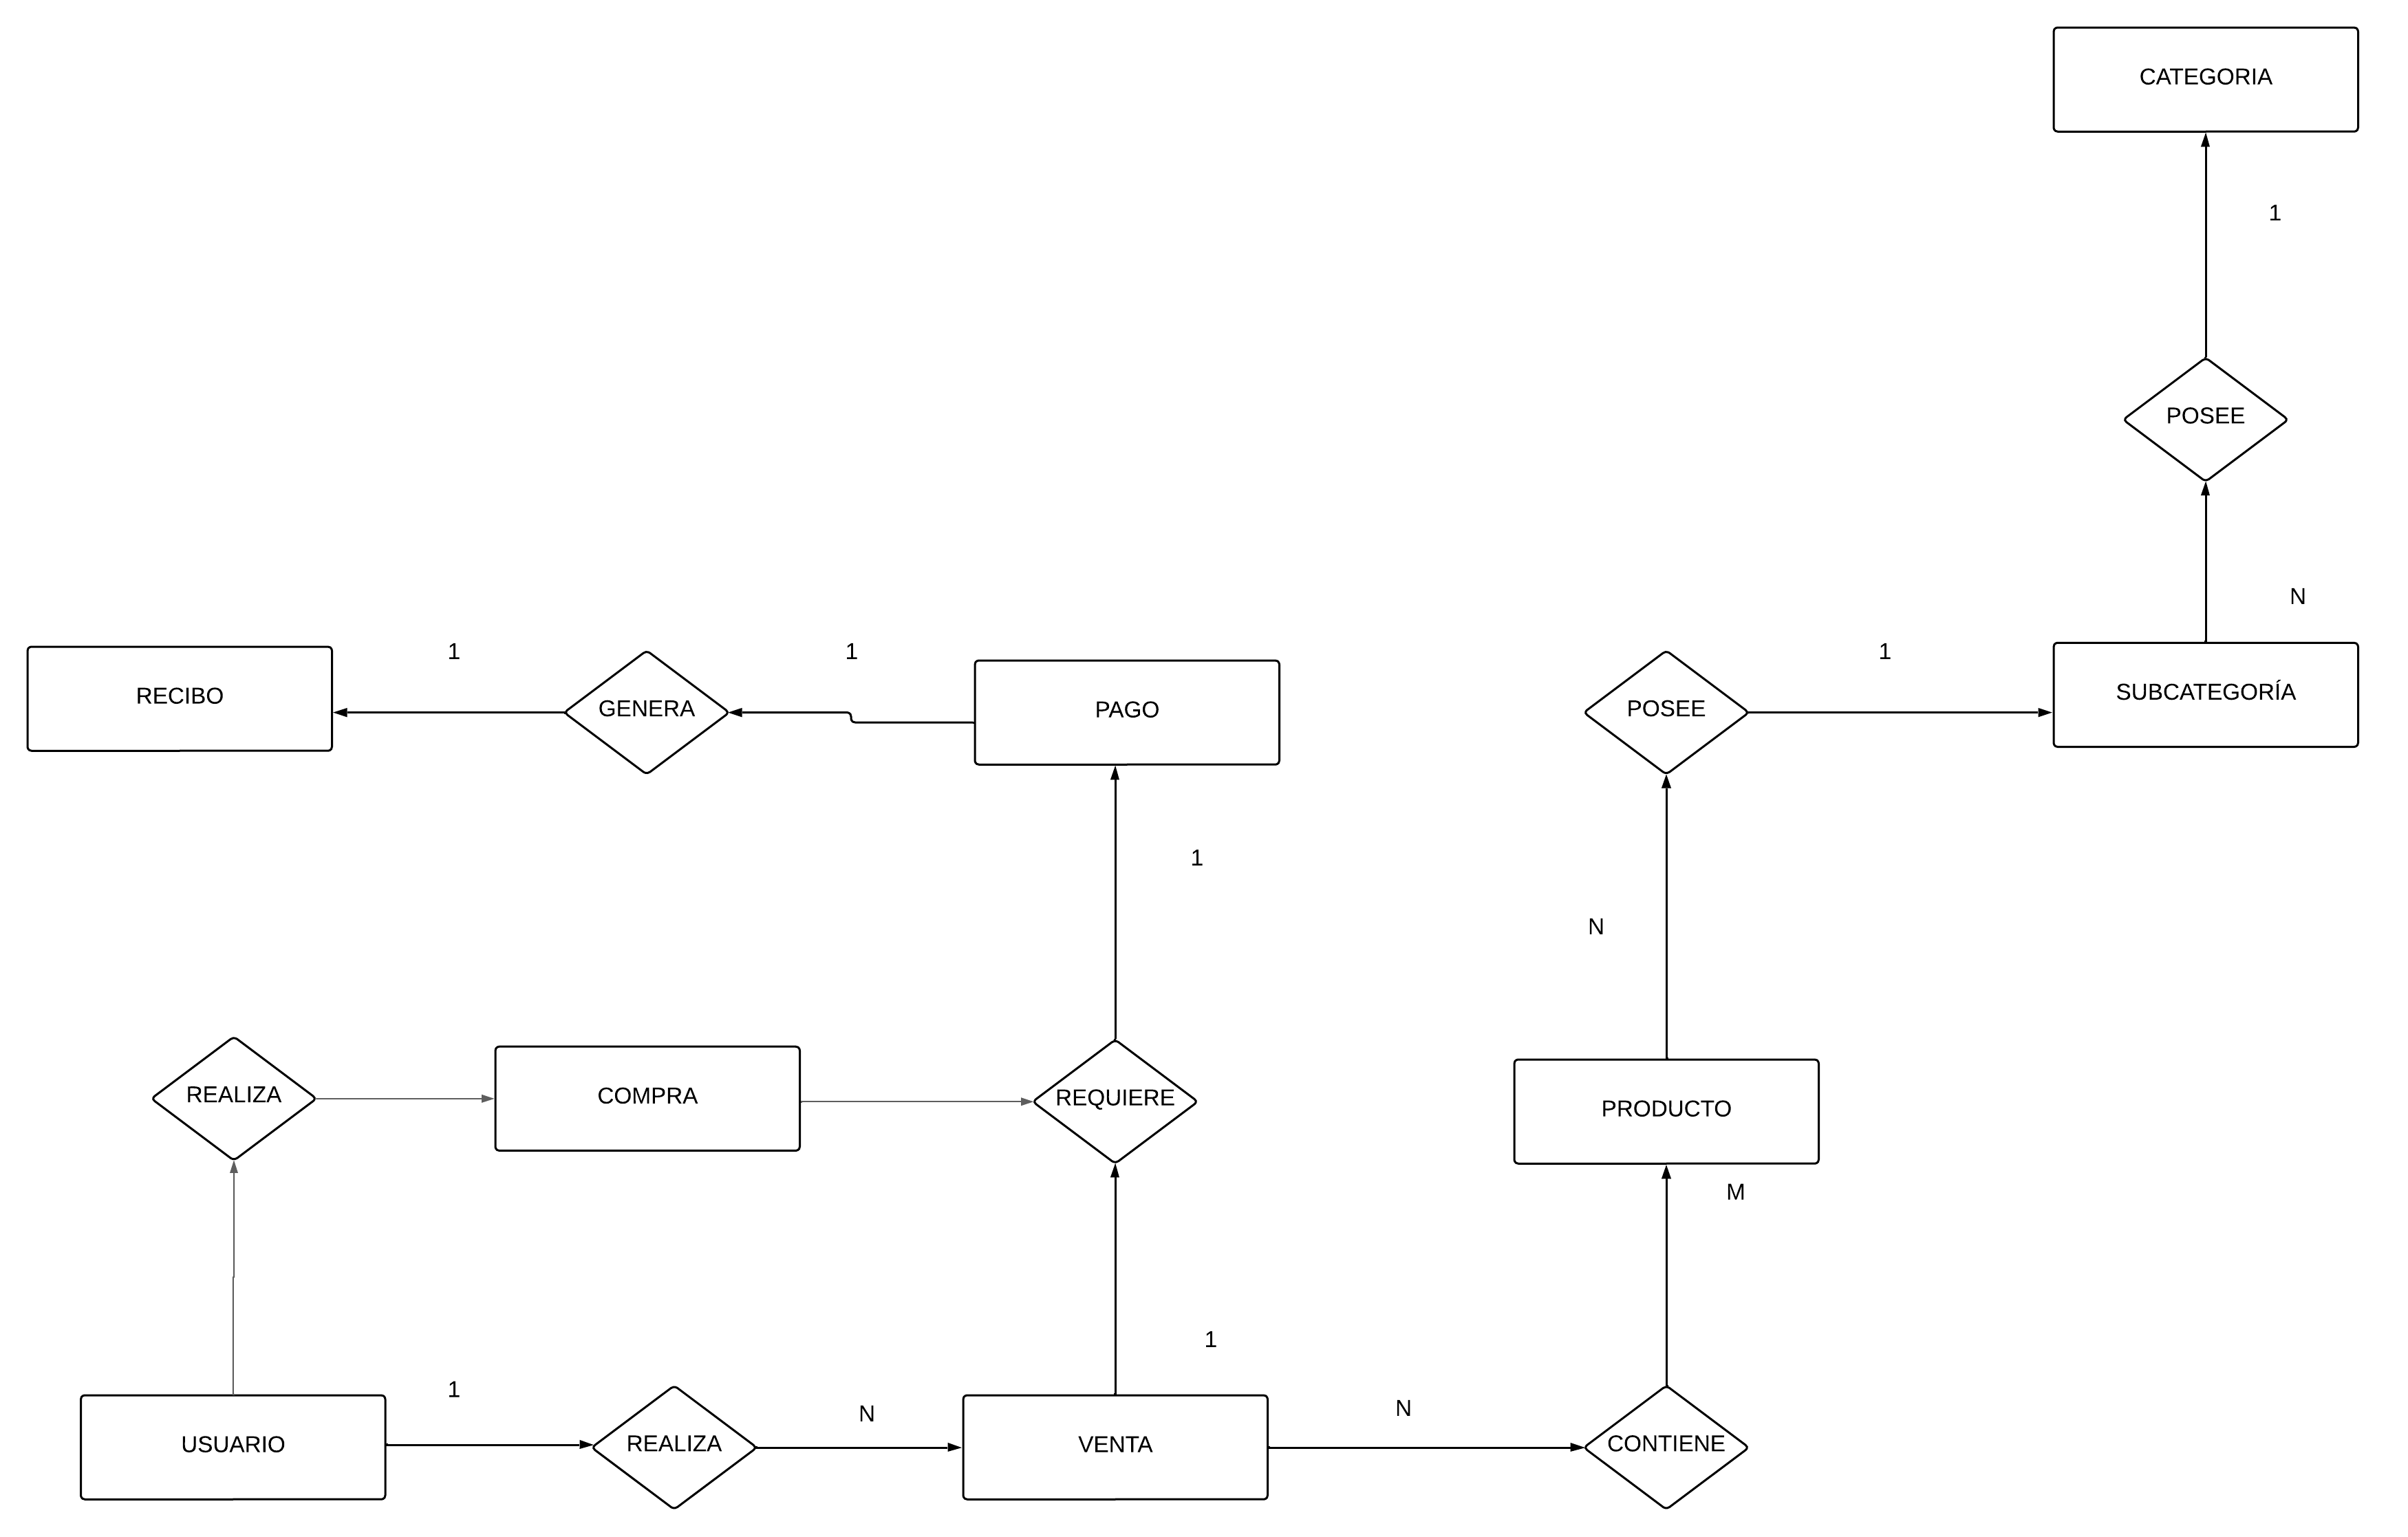 CATEGORIA
1
POSEE
N
1
1
1
RECIBO
GENERA
PAGO
POSEE
SUBCATEGORÍA
1
N
REALIZA
COMPRA
REQUIERE
PRODUCTO
M
1
1
N
N
USUARIO
REALIZA
VENTA
CONTIENE